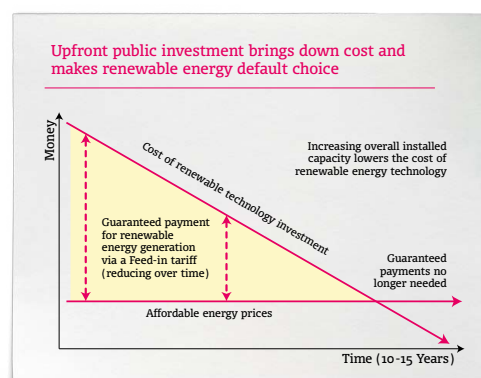 Upfront public investment brings down cost and
makes renewable energy default choice
Money
Cost of renewable technology investment
Increasing overall installed
capacity lowers the cost of
renewable energy technology
Guaranteed payment
for renewable
energy generation
via a Feed-in tariff
(reducing over time)
Guaranteed
payments no
longer needed
Affordable energy prices
Time (10-15 Years)